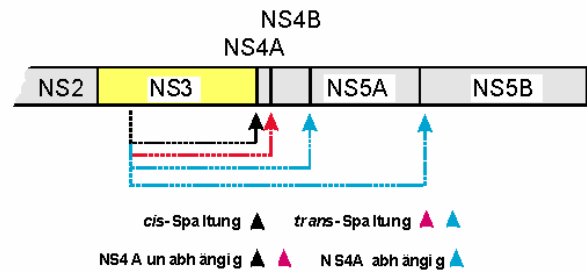 NS4B
NS4A
NS2 NS3 NS5A NS5B
cis-Spaltung trans-Spaltung
NS4A unabhängig NS4A abhängig